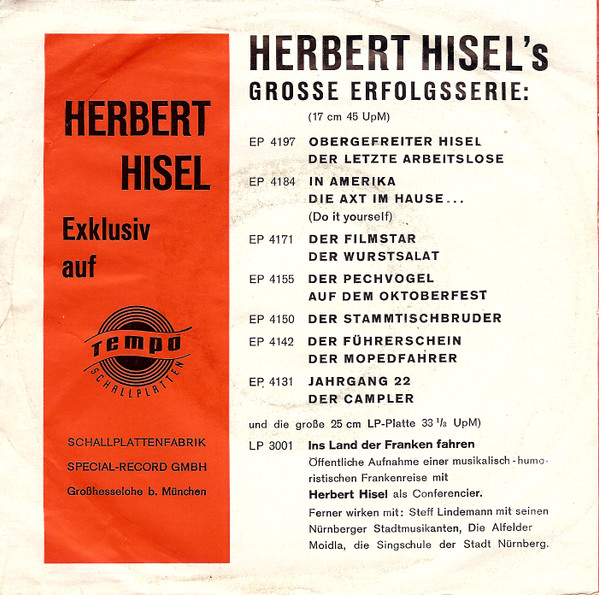 HERBERT
HISEL
Exklusiv
auf
Tempo
SCHALLPLATTEN
SCHALLPLATTENFABRIK
SPECIAL-RECORD GMBH
Großhesselohe b. München
HERBERT HISEL's
GROSSE ERFOLGSSERIE:
(17 cm 45 UpM)
EP 4197 OBERGEFREITER HISEL
DER LETZTE ARBEITSLOSE
EP 4184 IN AMERIKA
DIE AXT IM HAUSE...
(Do it yourself)
EP 4171 DER FILMSTAR
DER WURSTSALAT
EP 4155 DER PECHVOGEL
AUF DEM OKTOBERFEST
EP 4150 DER STAMMTISCHBRUDER
EP 4142 DER FÜHRERSCHEIN
DER MOPEDFAHRER
EP 4131 JAHRGANG 22
DER CAMPLER
und die große 25 cm LP-Platte 33 1/3 UpM)
LP 3001 Ins Land der Franken fahren
Öffentliche Aufnahme einer musikalisch-humo-
ristischen Frankenreise mit
Herbert Hisel als Conferencier.
Ferner wirken mit: Steff Lindemann mit seinen
Nürnberger Stadtmusikanten, Die Alfelder
Moidla, die Singschule der Stadt Nürnberg.